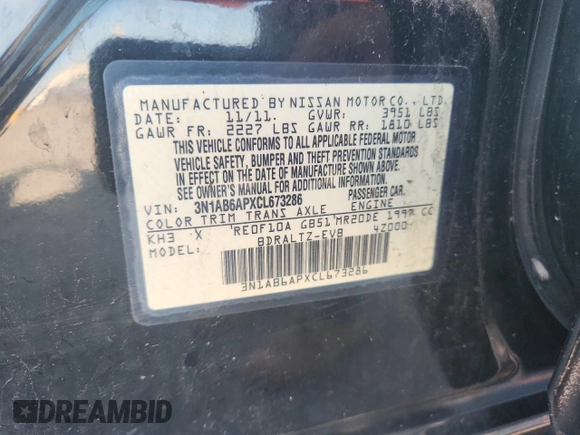 MANUFACTURED BY NISSAN MOTOR CO., LTD.
DATE: 11/11. GVWR: 3951 LBS
GAWR FR: 2227 LBS GAWR RR: 1810 LBS
THIS VEHICLE CONFORMS TO ALL APPLICABLE FEDERAL MOTOR
VEHICLE SAFETY, BUMPER AND THEFT PREVENTION STANDARDS
IN EFFECT ON THE DATE OF MANUFACTURE SHOWN ABOVE.
SEE OWNER'S MANUAL FOR ADDITIONAL INFORMATION.
VIN: 3N1AB6APXCL673286 PASSENGER CAR.
COLOR TRIM TRANS AXLE ENGINE
KH3 X RE0F10A GB51 MR20DE 1997 CC
MODEL: BDRALTZ-EVB 4Z000
3N1AB6APXCL673286
DREAMBID